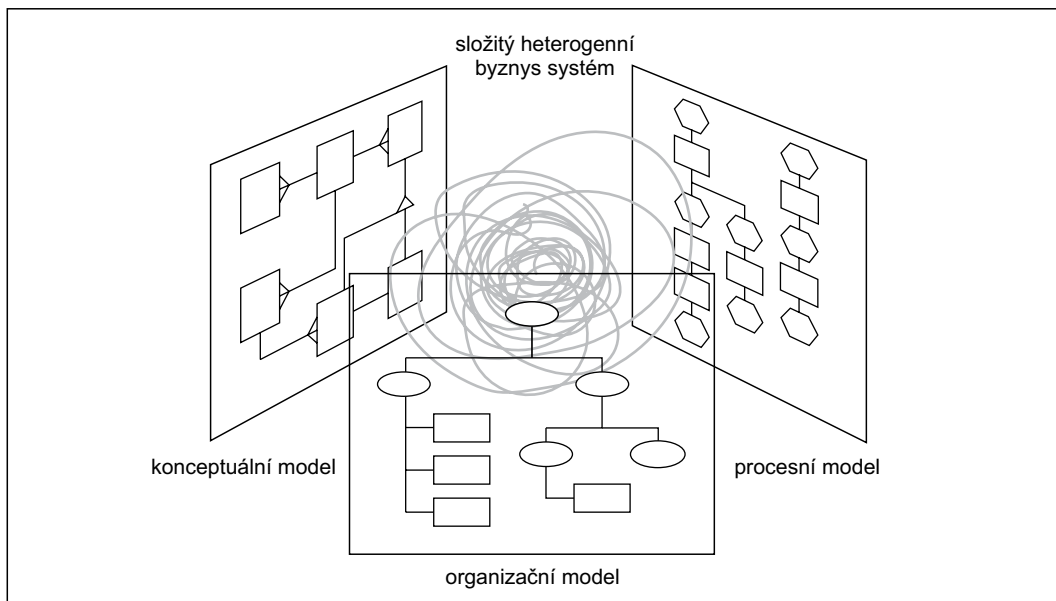 složitý heterogenní
byznys systém
konceptuální model
procesní model
organizační model